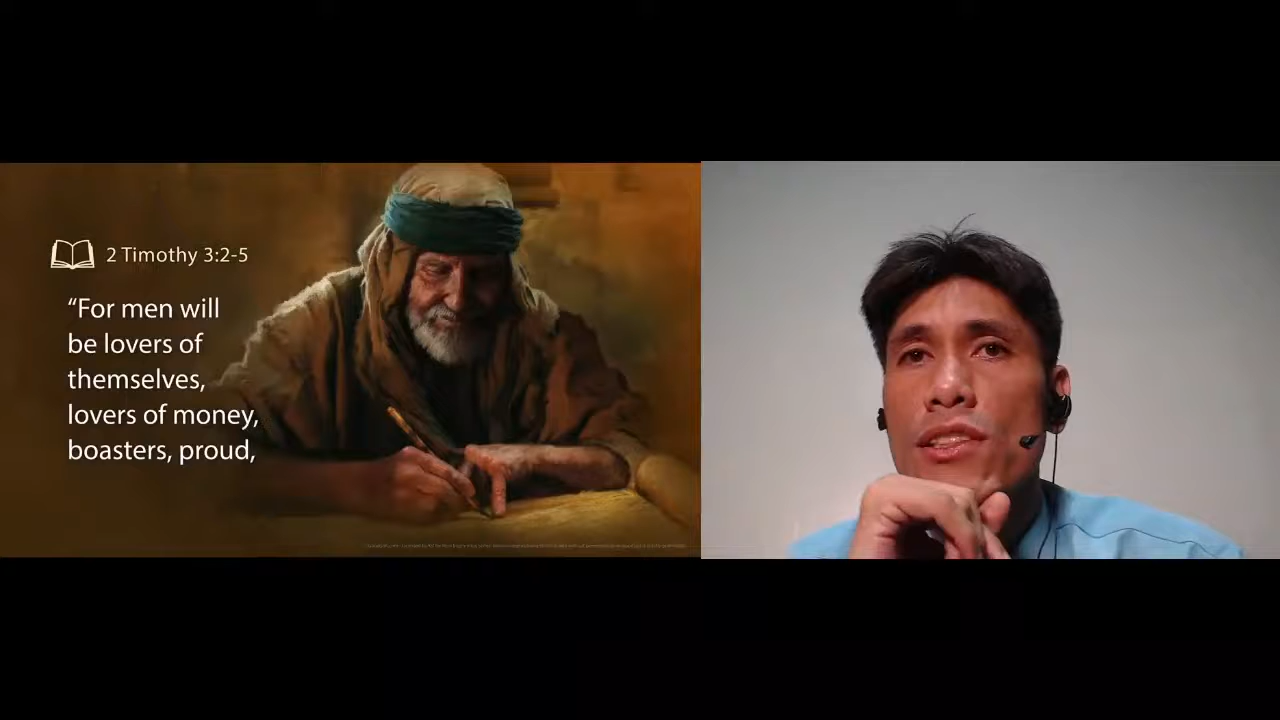 2 Timothy 3:2-5
“For men will
be lovers of
themselves,
lovers of money,
boasters, proud,